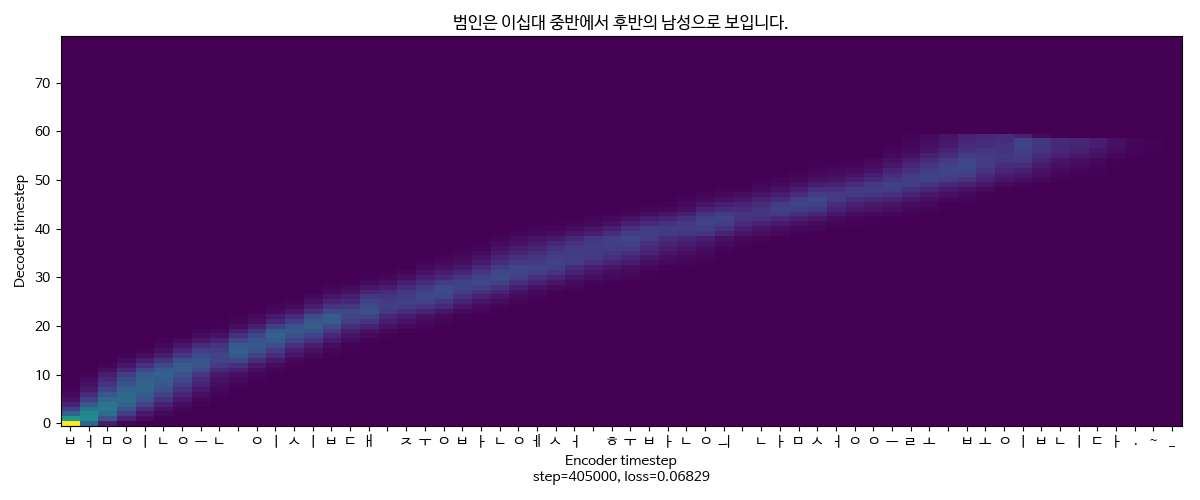 범인은 이십대 중반에서 후반의 남성으로 보입니다.
70
60
50
40
30
20
10
0
Decoder timestep
ㅂ ㅓ ㅁ ㅇ ㅣ ㄴ ㅇ ㅡ ㄴ ㅇ ㅣ ㅅ ㅣ ㅂ ㄷ ㅐ ㅈ ㅜ ㅇ ㅂ ㅏ ㄴ ㅇ ㅔ ㅅ ㅓ ㅎ ㅜ ㅂ ㅏ ㄴ ㅇ ㅢ ㄴ ㅏ ㅁ ㅅ ㅓ ㅇ ㅇ ㅡ ㄹ ㅗ ㅂ ㅗ ㅇ ㅣ ㅂ ㄴ ㅣ ㄷ ㅏ . ~ _
Encoder timestep
step=405000, loss=0.06829